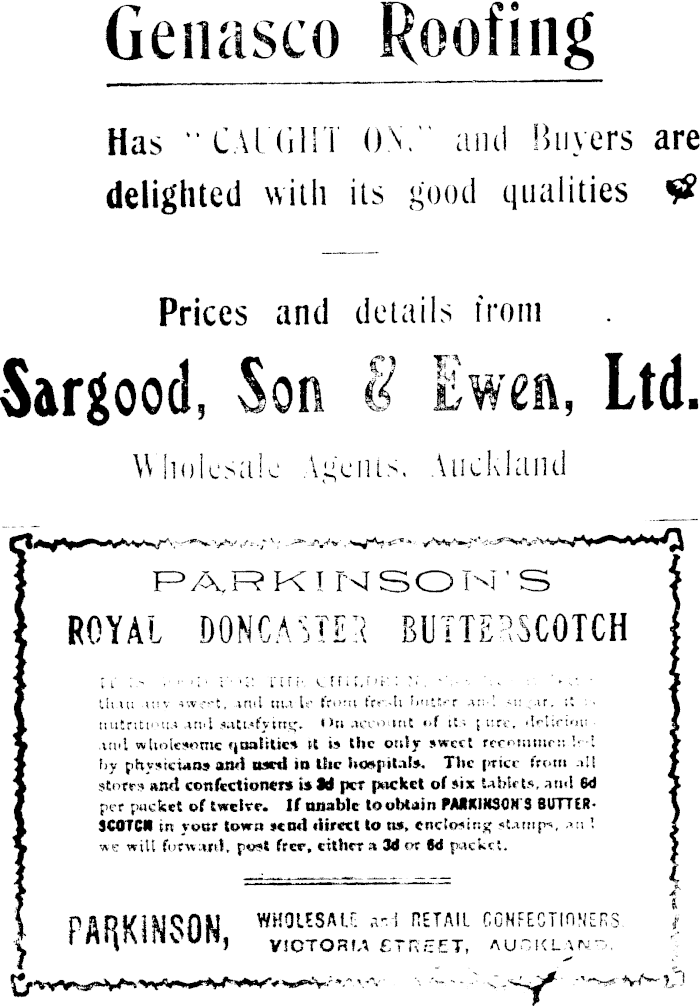 Genasco Roofing
Has "CAUGHT ON," and Buyers are
delighted with its good qualities
Prices and details from
Sargood, Son & Ewen, Ltd.
Wholesale Agents, Auckland
PARKINSON'S
ROYAL DONCASTER BUTTERSCOTCH
IT IS GOOD FOR THE CHILDREN,
than any sweet, and made from fresh butter and sugar, it is
nutritious and satisfying. On account of its pure, delicious
and wholesome qualities it is the only sweet recommended
by physicians and used in the hospitals. The price from all
stores and confectioners is 3d per packet of six tablets, and 6d
per packet of twelve. If unable to obtain PARKINSON'S BUTTER-
SCOTCH in your town send direct to us, enclosing stamps, and
we will forward, post free, either a 3d or 6d packet.
PARKINSON, WHOLESALE and RETAIL CONFECTIONERS
VICTORIA STREET, AUCKLAND.